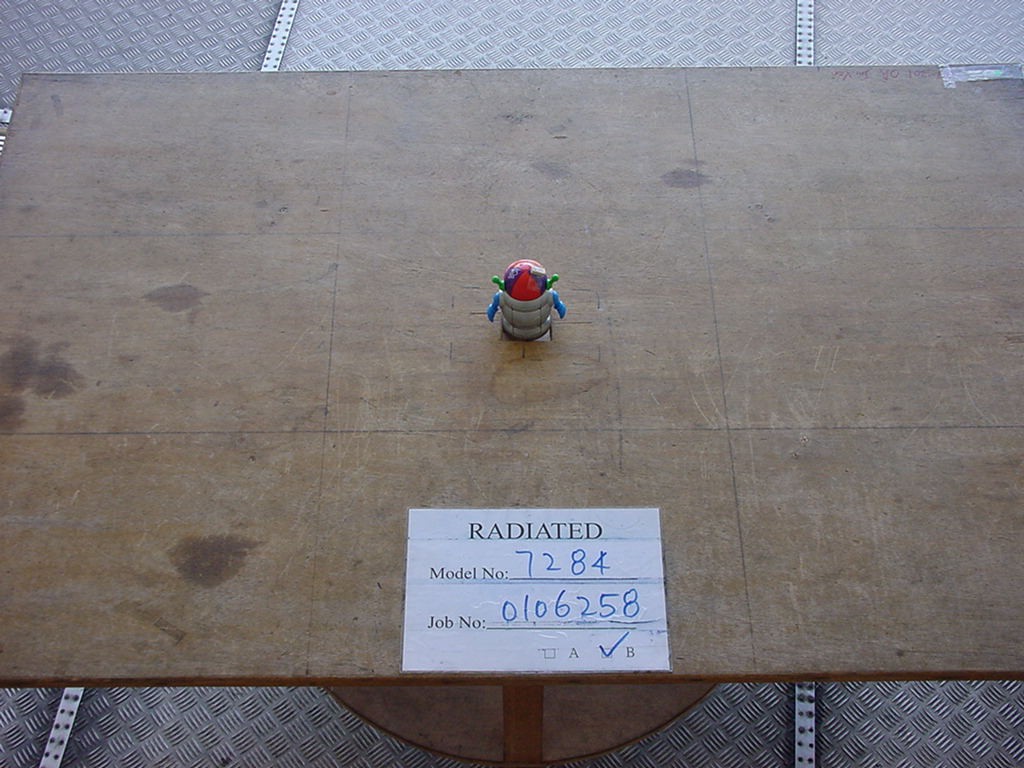 RADIATED
Model No: 7284
Job No: 0106258
A ✓ B